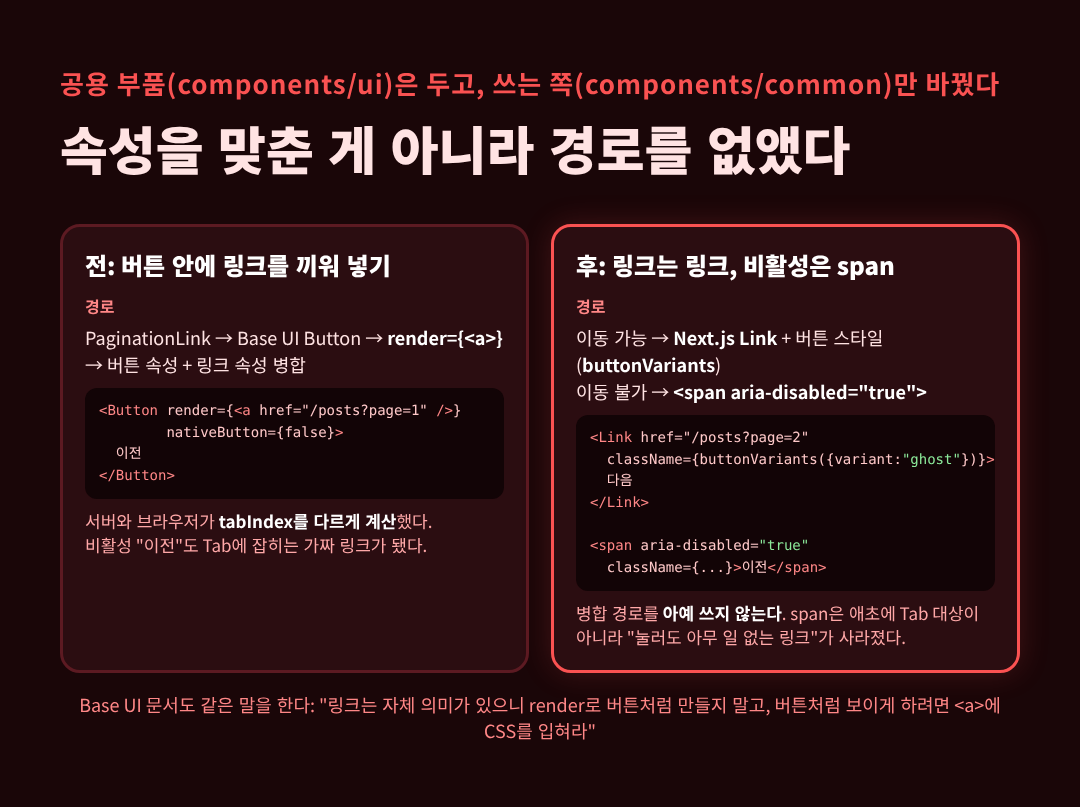 공용 부품(components/ui)은 두고, 쓰는 쪽(components/common)만 바꿨다
속성을 맞춘 게 아니라 경로를 없앴다
전: 버튼 안에 링크를 끼워 넣기
경로
PaginationLink → Base UI Button → render={<a>}
→ 버튼 속성 + 링크 속성 병합
<Button render={<a href="/posts?page=1" />}
        nativeButton={false}>
  이전
</Button>
서버와 브라우저가 tabIndex를 다르게 계산했다.
비활성 "이전"도 Tab에 잡히는 가짜 링크가 됐다.
후: 링크는 링크, 비활성은 span
경로
이동 가능 → Next.js Link + 버튼 스타일
(buttonVariants)
이동 불가 → <span aria-disabled="true">
<Link href="/posts?page=2"
  className={buttonVariants({variant:"ghost"})}>
  다음
</Link>

<span aria-disabled="true"
  className={...}>이전</span>
병합 경로를 아예 쓰지 않는다. span은 애초에 Tab 대상이
아니라 "눌러도 아무 일 없는 링크"가 사라졌다.
Base UI 문서도 같은 말을 한다: "링크는 자체 의미가 있으니 render로 버튼처럼 만들지 말고, 버튼처럼 보이게 하려면 <a>에
CSS를 입혀라"